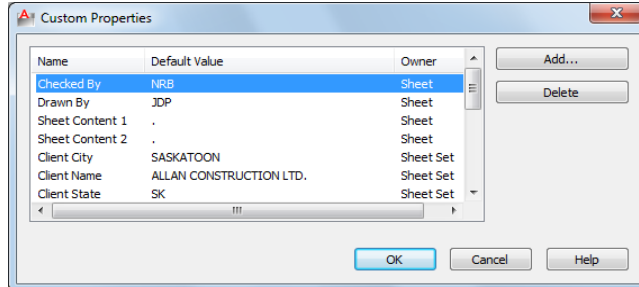 Custom Properties
Name Default Value Owner
Checked By NRB Sheet
Drawn By JDP Sheet
Sheet Content 1 . Sheet
Sheet Content 2 . Sheet
Client City SASKATOON Sheet Set
Client Name ALLAN CONSTRUCTION LTD. Sheet Set
Client State SK Sheet Set
Add...
Delete
OK Cancel Help